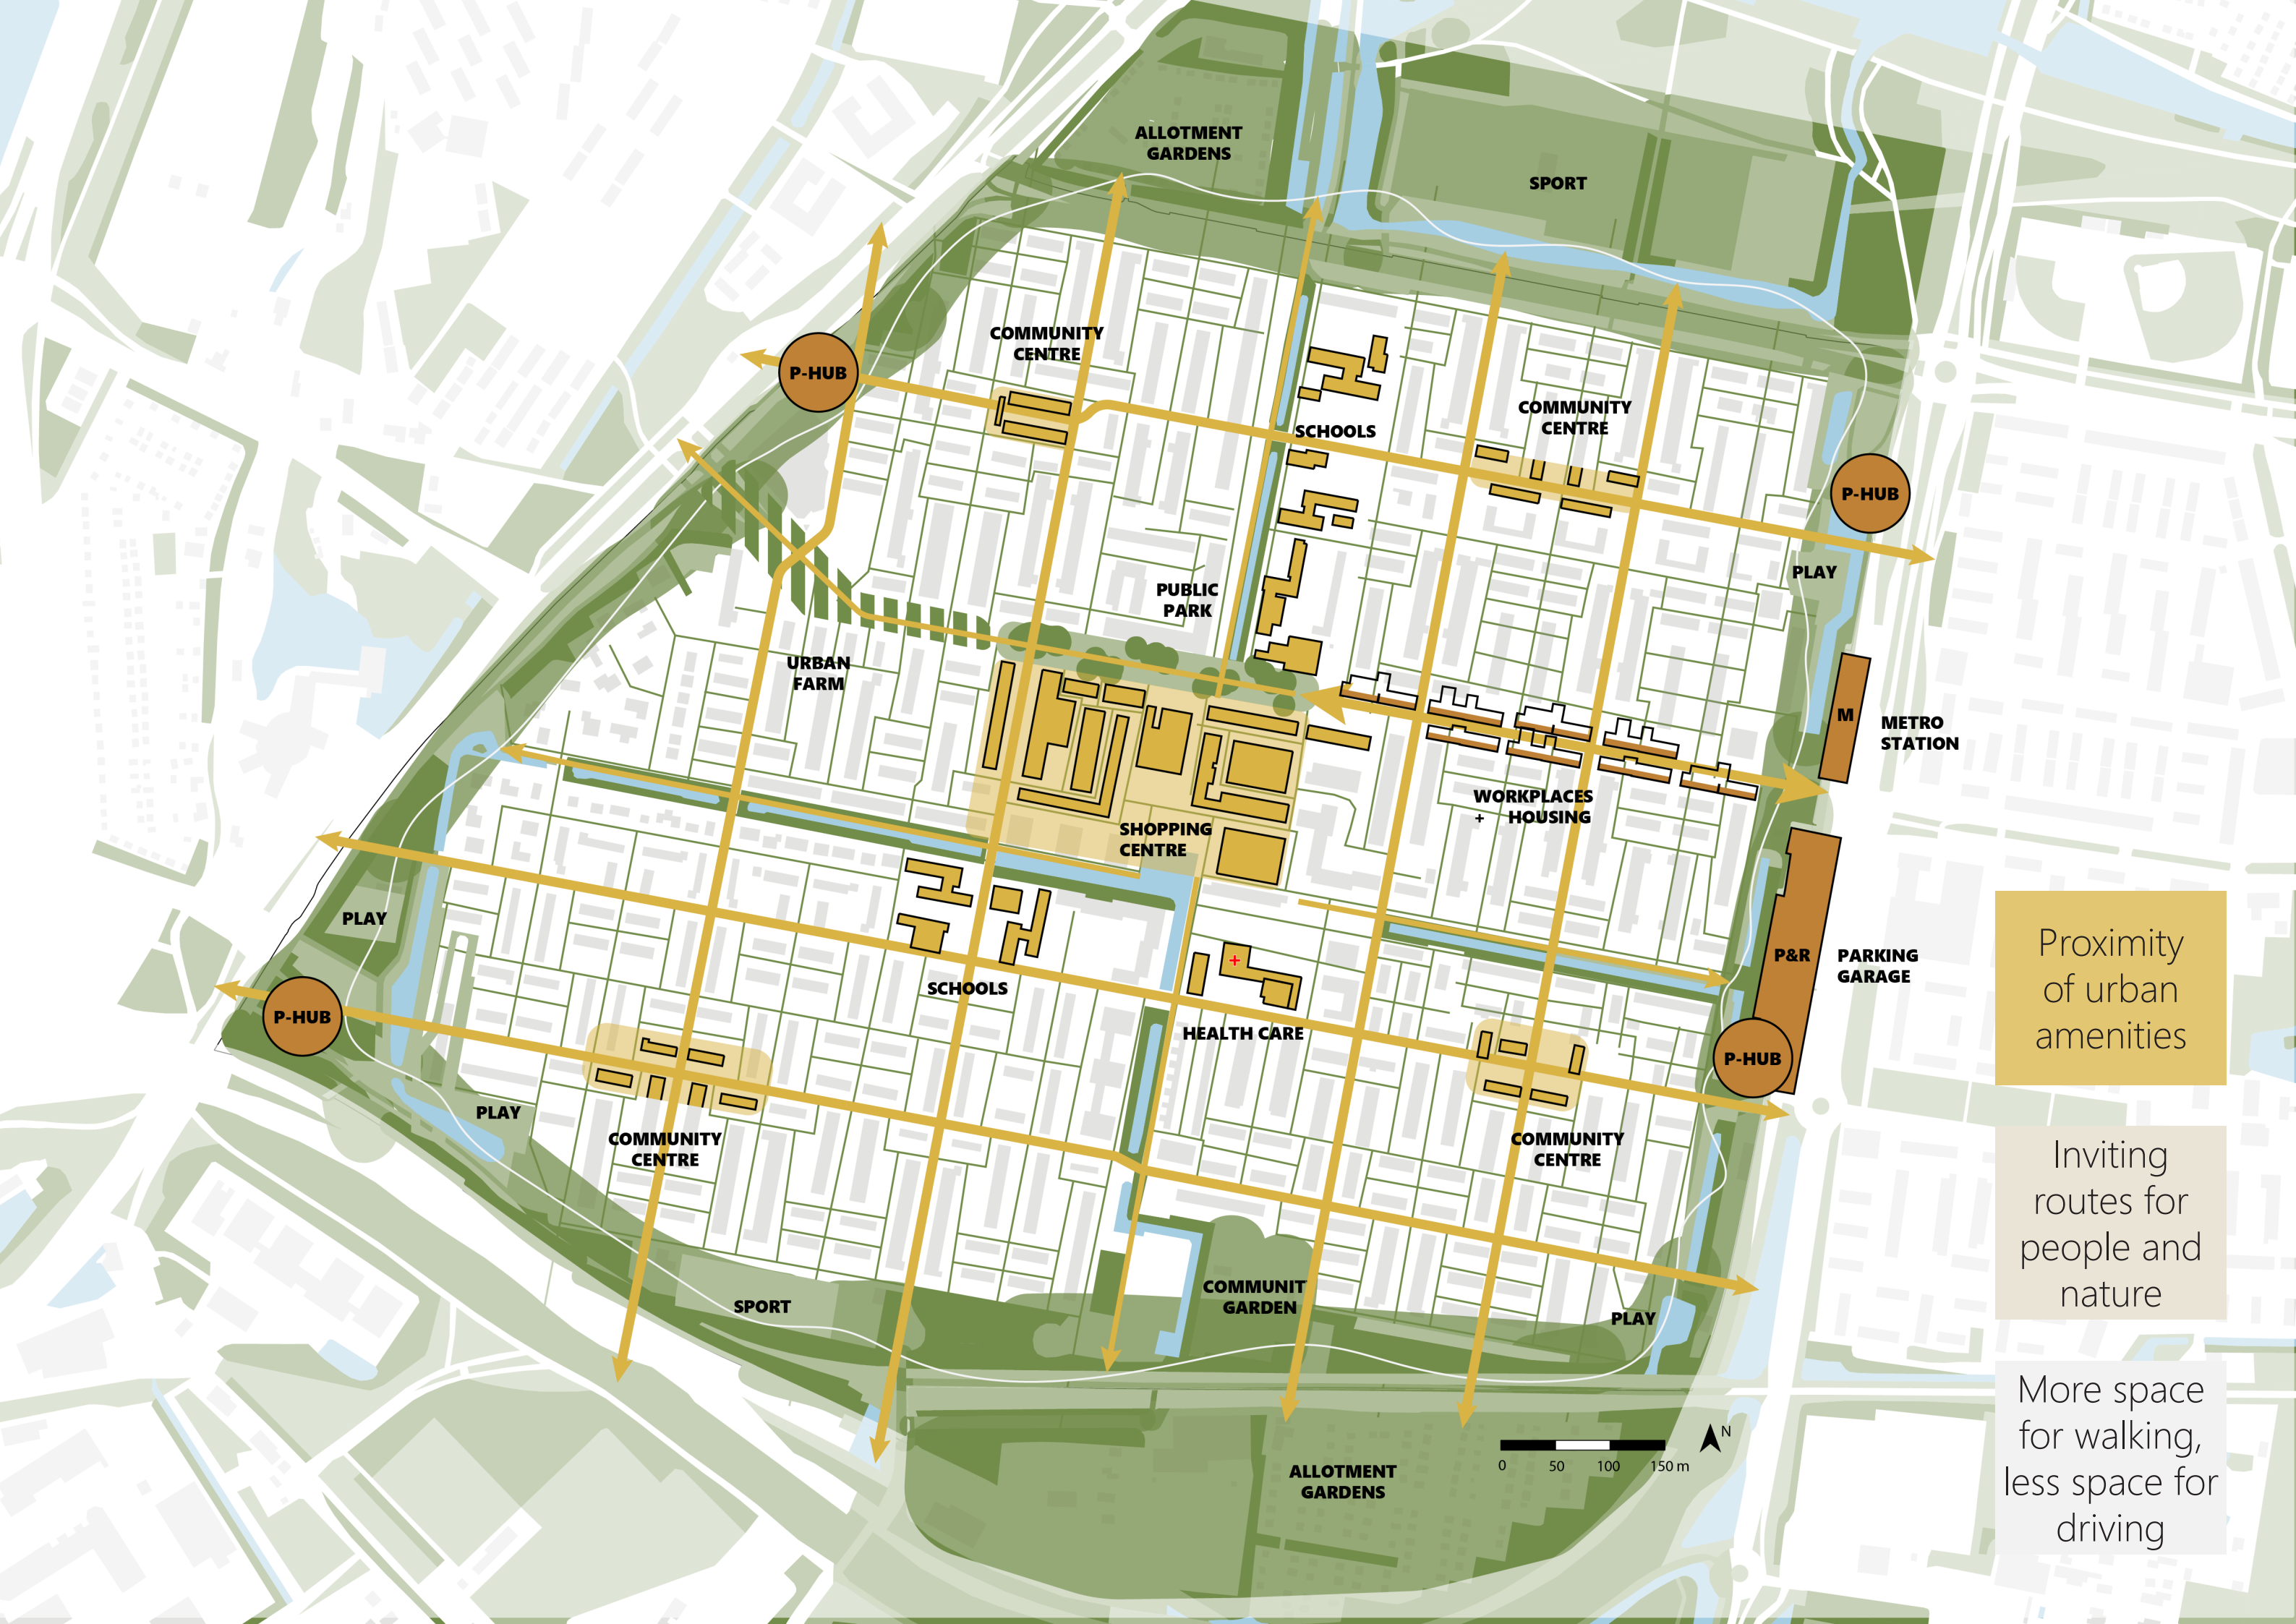 ALLOTMENT
GARDENS
SPORT
COMMUNITY
CENTRE
P-HUB
COMMUNITY
CENTRE
SCHOOLS
P-HUB
PLAY
PUBLIC
PARK
URBAN
FARM
M
METRO
STATION
WORKPLACES
+ HOUSING
SHOPPING
CENTRE
PLAY
P&R
PARKING
GARAGE
SCHOOLS
+
HEALTH CARE
P-HUB
P-HUB
PLAY
COMMUNITY
CENTRE
COMMUNITY
CENTRE
COMMUNIT
GARDEN
SPORT
PLAY
ALLOTMENT
GARDENS
N
0 50 100 150 m
Proximity
of urban
amenities
Inviting
routes for
people and
nature
More space
for walking,
less space for
driving